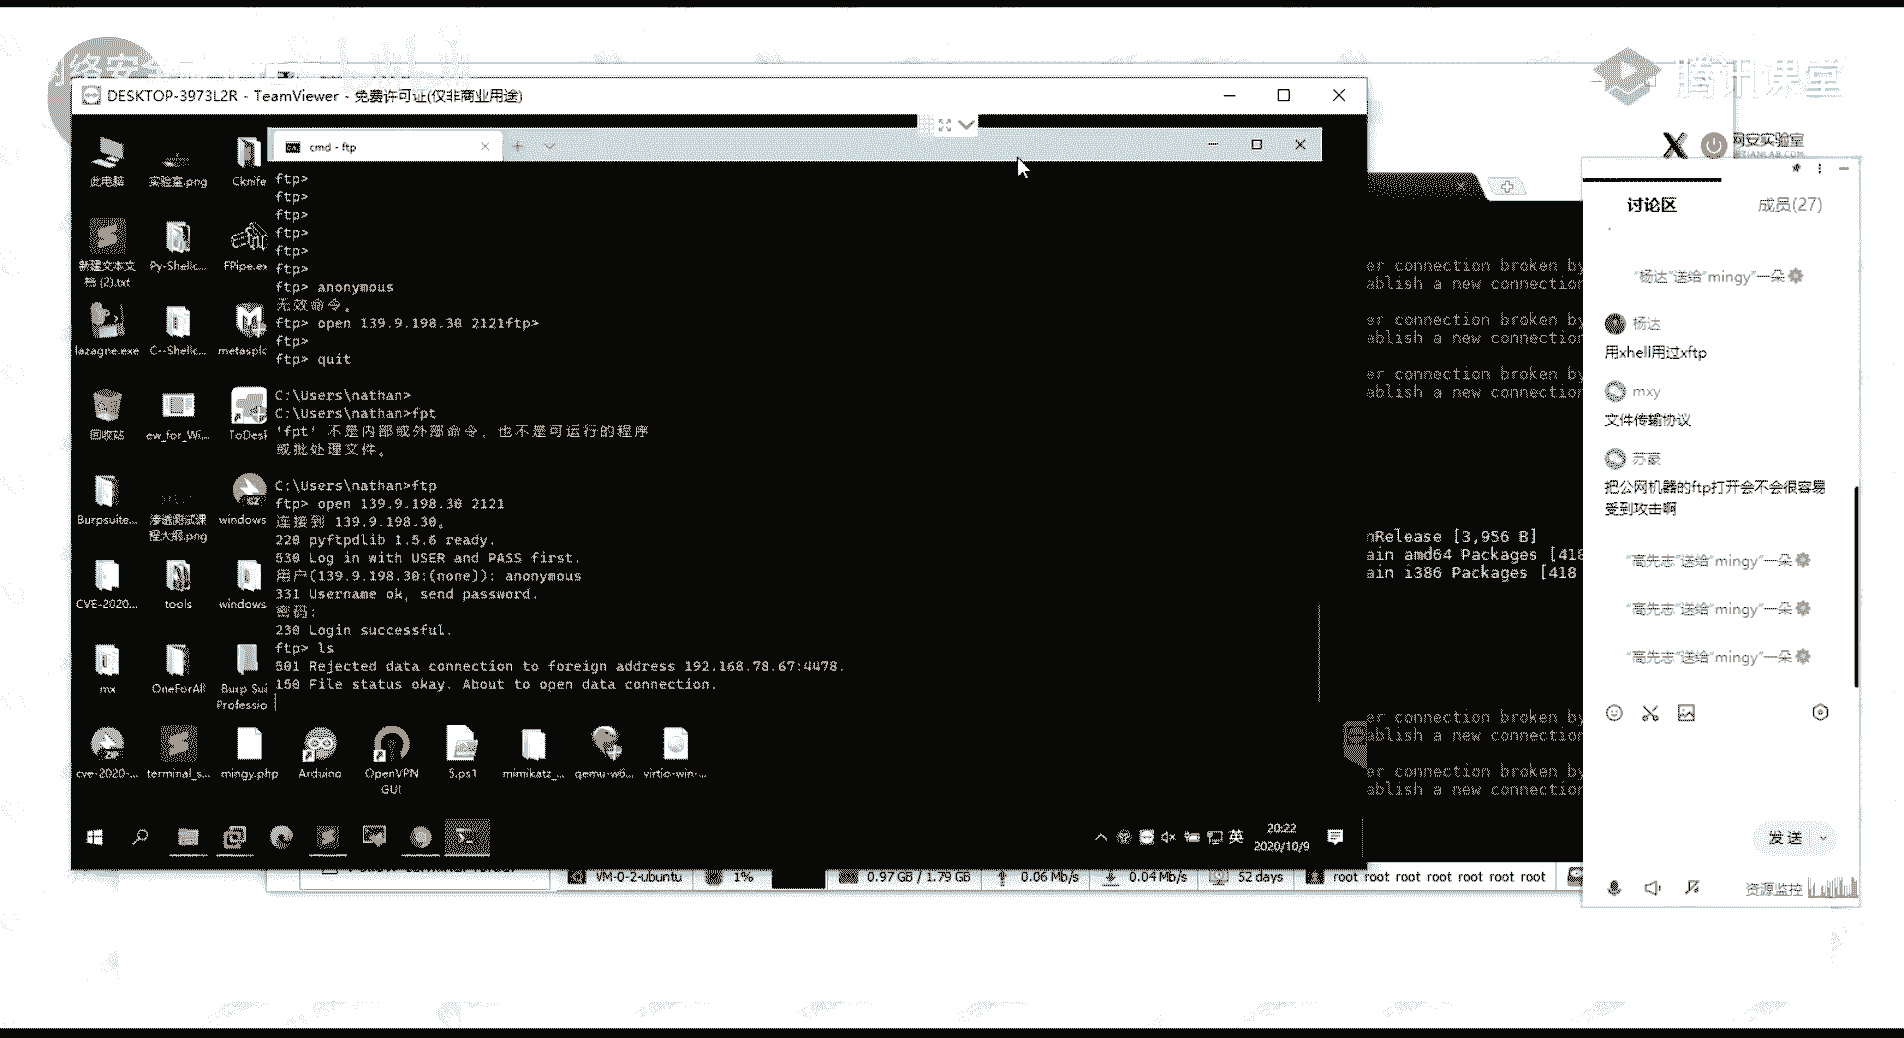 络安
腾讯课堂
DESKTOP-3973L2R - TeamViewer - 免费许可证(仅非商业用途)
网安实验室
cmd - ftp
此电脑
实验室.png
Cknife
新建文本文
档 (2).txt
Py-Shellc...
FPipe.ex
lazagne.exe
C--Shellc...
metasplc
回收站
ew_for_Wi...
ToDesk
Burpsuite...
渗透测试课
程大纲.png
windows
CVE-2020...
tools
windows
mx
OneForAll
Burp Sui
Professio
cve-2020-...
terminal_s...
mingy.php
Arduino
OpenVPN
GUI
5.ps1
mimikatz_...
qemu-w6...
virtio-win-...
ftp>
ftp>
ftp>
ftp>
ftp>
ftp>
ftp> anonymous
无效命令。
ftp> open 139.9.198.30 2121ftp>
ftp>
ftp> quit
C:\Users\nathan>
C:\Users\nathan>fpt
'fpt' 不是内部或外部命令，也不是可运行的程序
或批处理文件。
C:\Users\nathan>ftp
ftp> open 139.9.198.30 2121
连接到 139.9.198.30。
220 pyftpdlib 1.5.6 ready.
530 Log in with USER and PASS first.
用户(139.9.198.30:(none)): anonymous
331 Username ok, send password.
密码:
230 Login successful.
ftp> ls
501 Rejected data connection to foreign address 192.168.78.67:4478.
150 File status okay. About to open data connection.
英
20:22
2020/10/9
er connection broken by
ablish a new connection
er connection broken by
ablish a new connection
er connection broken by
ablish a new connection
nRelease [3,956 B]
ain amd64 Packages [418
ain i386 Packages [418
er connection broken by
ablish a new connection
er connection broken by
ablish a new connection
VM-0-2-ubuntu
1%
0.97 GB / 1.79 GB
0.06 Mb/s
0.04 Mb/s
52 days
root root root root root root
讨论区
成员(27)
"杨达"送给"mingy"一朵
杨达
用xhell用过xftp
mxy
文件传输协议
苏豪
把公网机器的ftp打开会不会很容易
受到攻击啊
"高先志"送给"mingy"一朵
"高先志"送给"mingy"一朵
"高先志"送给"mingy"一朵
发送
资源监控